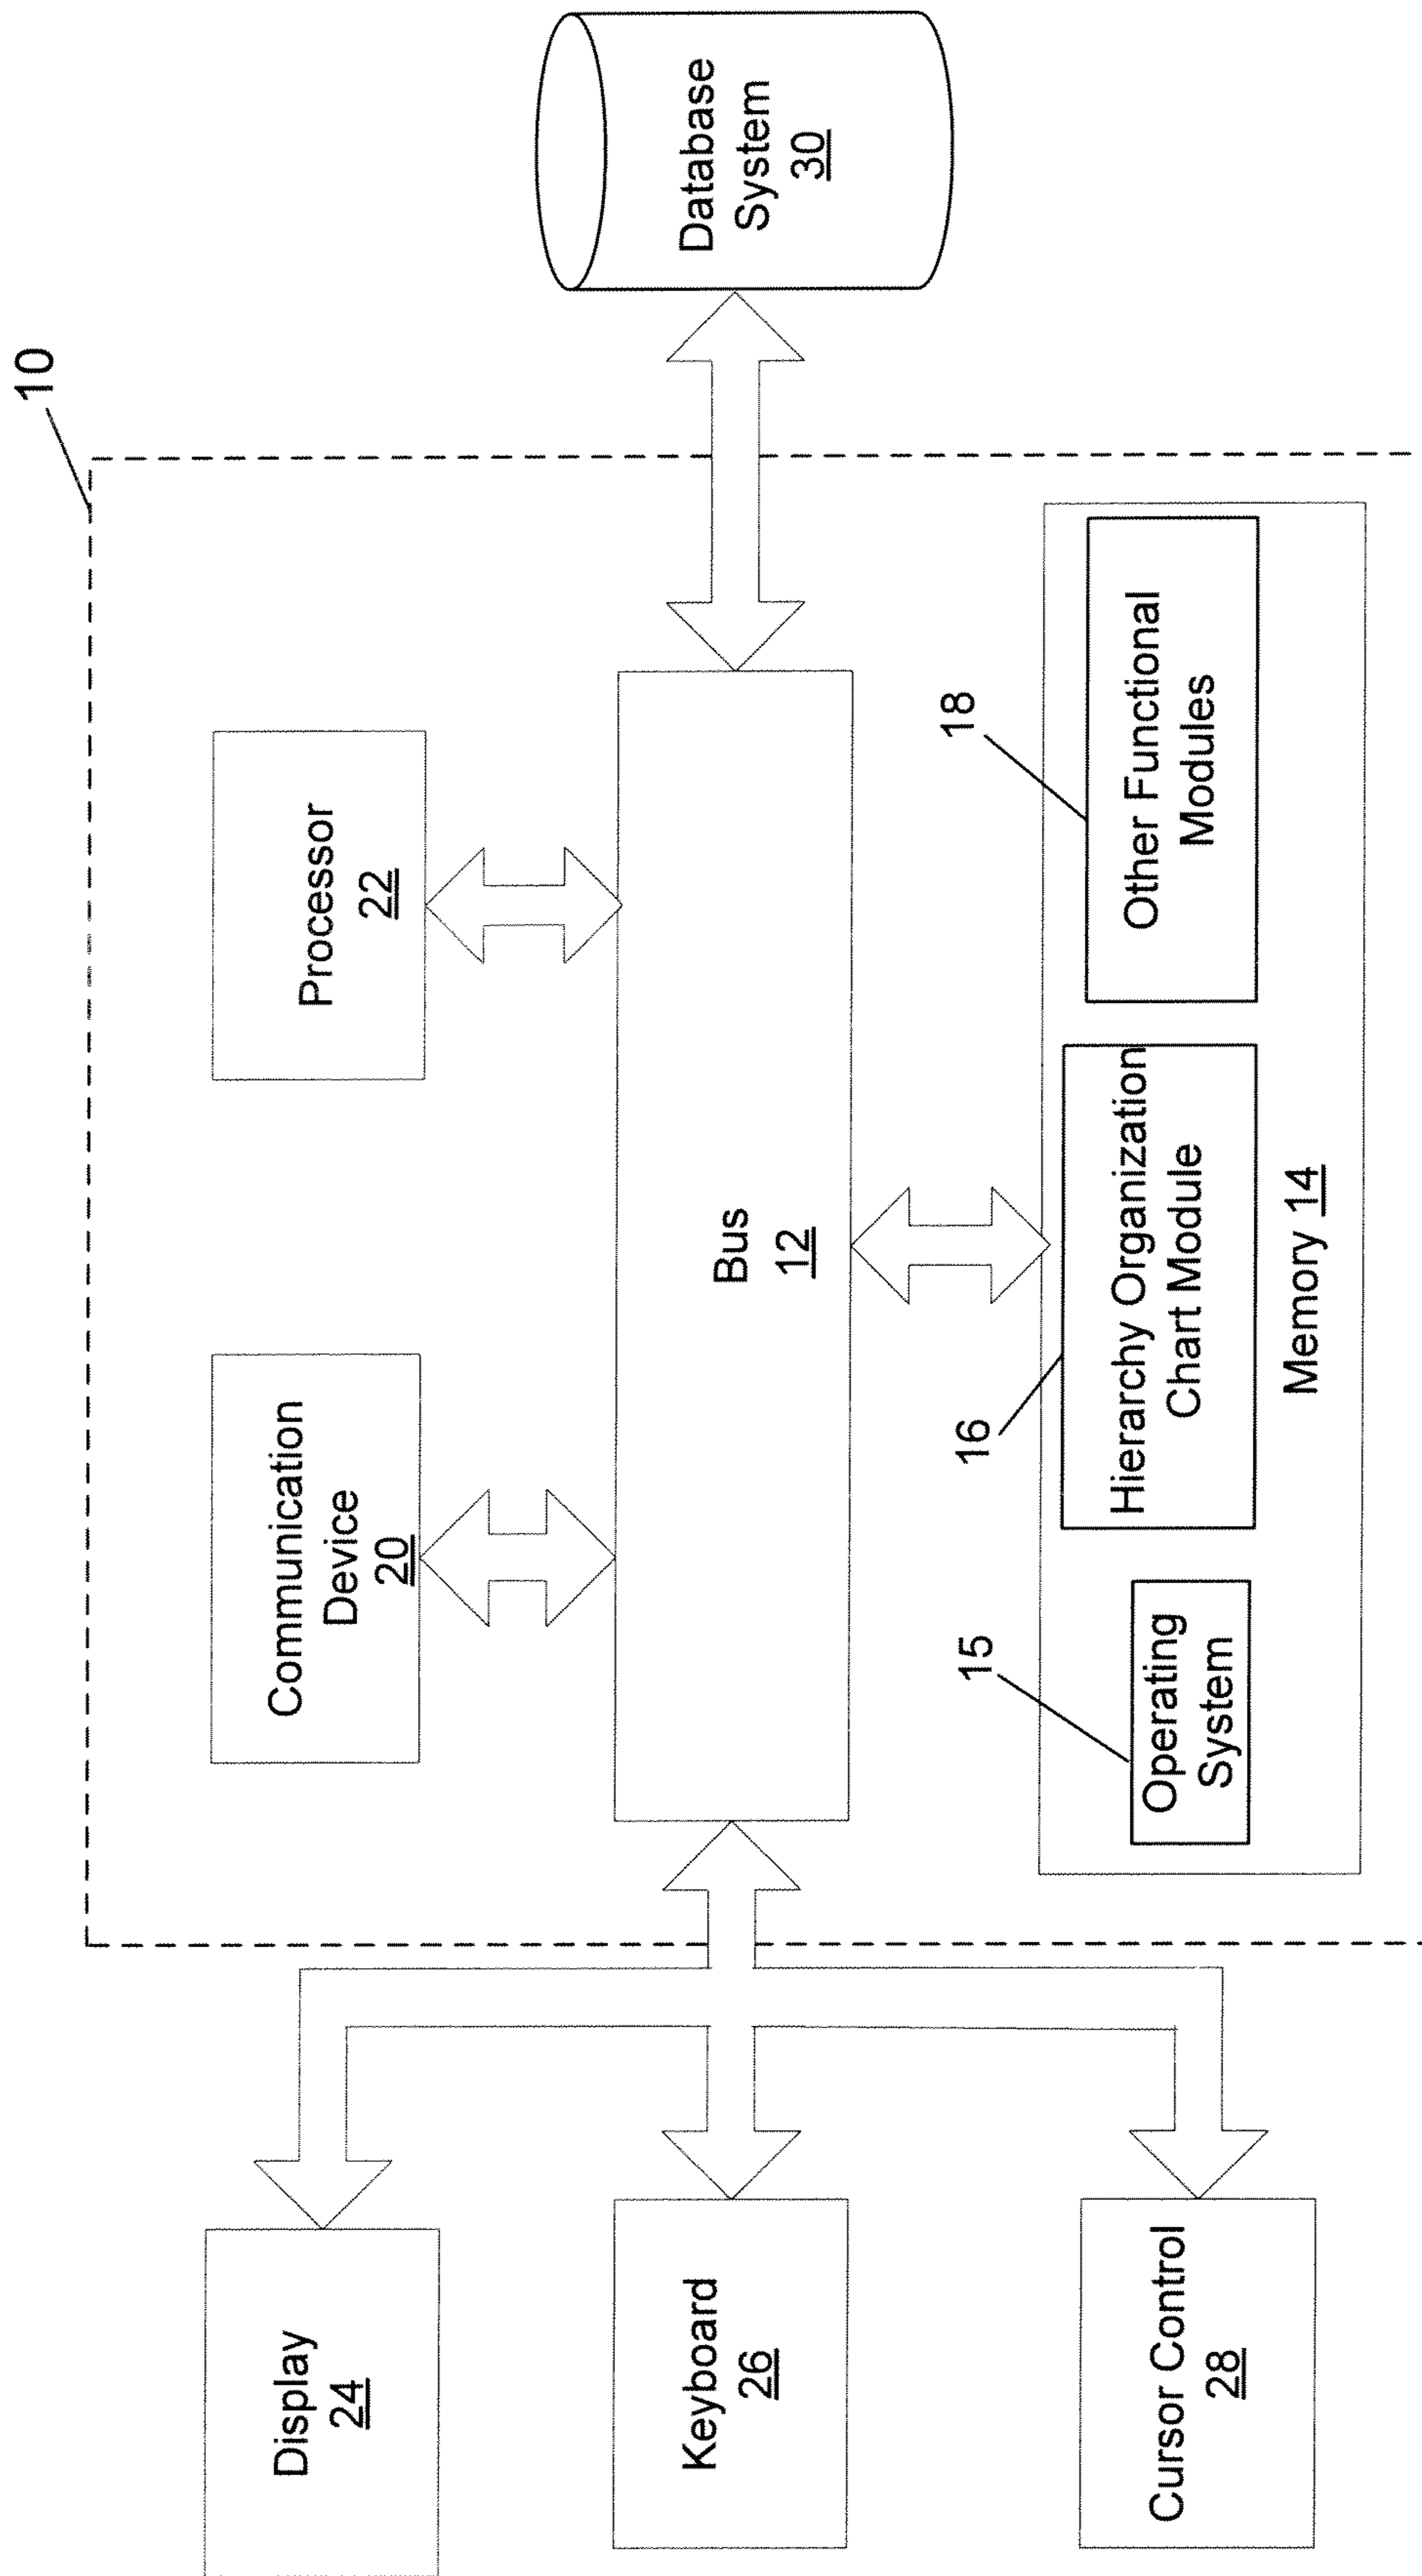 10
Communication
Device
20
Processor
22
Display
24
Bus
12
Keyboard
26
Database
System
30
15
16
18
Operating
System
Hierarchy Organization
Chart Module
Other Functional
Modules
Memory 14
Cursor Control
28